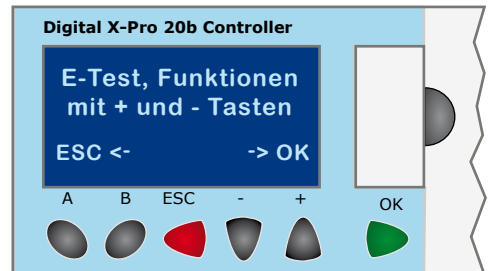 Digital X-Pro 20b Controller
E-Test, Funktionen
mit + und - Tasten
ESC <- -> OK
A B ESC - + OK